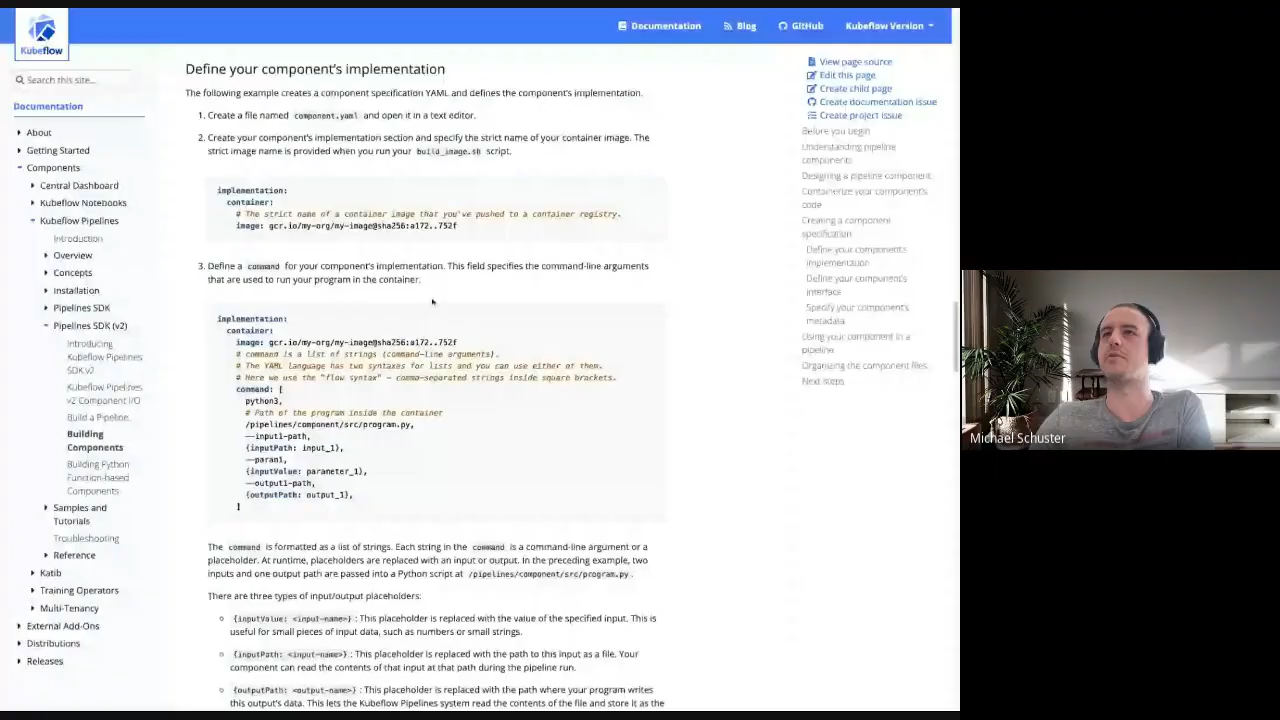 Kubeflow
Documentation
Blog
GitHub
Kubeflow Version
Search this site...
Documentation
About
Getting Started
Components
Central Dashboard
Kubeflow Notebooks
Kubeflow Pipelines
Introduction
Overview
Concepts
Installation
Pipelines SDK
Pipelines SDK (v2)
Introducing
Kubeflow Pipelines
SDK v2
Kubeflow Pipelines
v2 Component I/O
Build a Pipeline
Building
Components
Building Python
Function-based
Components
Samples and
Tutorials
Troubleshooting
Reference
Katib
Training Operators
Multi-Tenancy
External Add-Ons
Distributions
Releases
Define your component's implementation
The following example creates a component specification YAML and defines the component's implementation.
1. Create a file named component.yaml and open it in a text editor.
2. Create your component's implementation section and specify the strict name of your container image. The
strict image name is provided when you run your build_image.sh script.
implementation:
container:
# The strict name of a container image that you've pushed to a container registry.
image: gcr.io/my-org/my-image@sha256:a172..752f
3. Define a command for your component's implementation. This field specifies the command-line arguments
that are used to run your program in the container.
implementation:
container:
image: gcr.io/my-org/my-image@sha256:a172..752f
# command is a list of strings (command-line arguments).
# The YAML language has two syntaxes for lists and you can use either of them.
# Here we use the "flow syntax" - comma-separated strings inside square brackets.
command: [
python3,
# Path of the program inside the container
/pipelines/component/src/program.py,
--input1-path,
{inputPath: input_1},
--param1,
{inputValue: parameter_1},
--output1-path,
{outputPath: output_1},
]
The command is formatted as a list of strings. Each string in the command is a command-line argument or a
placeholder. At runtime, placeholders are replaced with an input or output. In the preceding example, two
inputs and one output path are passed into a Python script at /pipelines/component/src/program.py.
There are three types of input/output placeholders:
{inputValue: <input-name>}: This placeholder is replaced with the value of the specified input. This is
useful for small pieces of input data, such as numbers or small strings.
{inputPath: <input-name>}: This placeholder is replaced with the path to this input as a file. Your
component can read the contents of that input at that path during the pipeline run.
{outputPath: <output-name>}: This placeholder is replaced with the path where your program writes
this output's data. This lets the Kubeflow Pipelines system read the contents of the file and store it as the
View page source
Edit this page
Create child page
Create documentation issue
Create project issue
Before you begin
Understanding pipeline
components
Designing a pipeline component
Containerize your component's
code
Creating a component
specification
Define your component's
implementation
Define your component's
interface
Specify your component's
metadata
Using your component in a
pipeline
Organizing the component files
Next steps
Michael Schuster